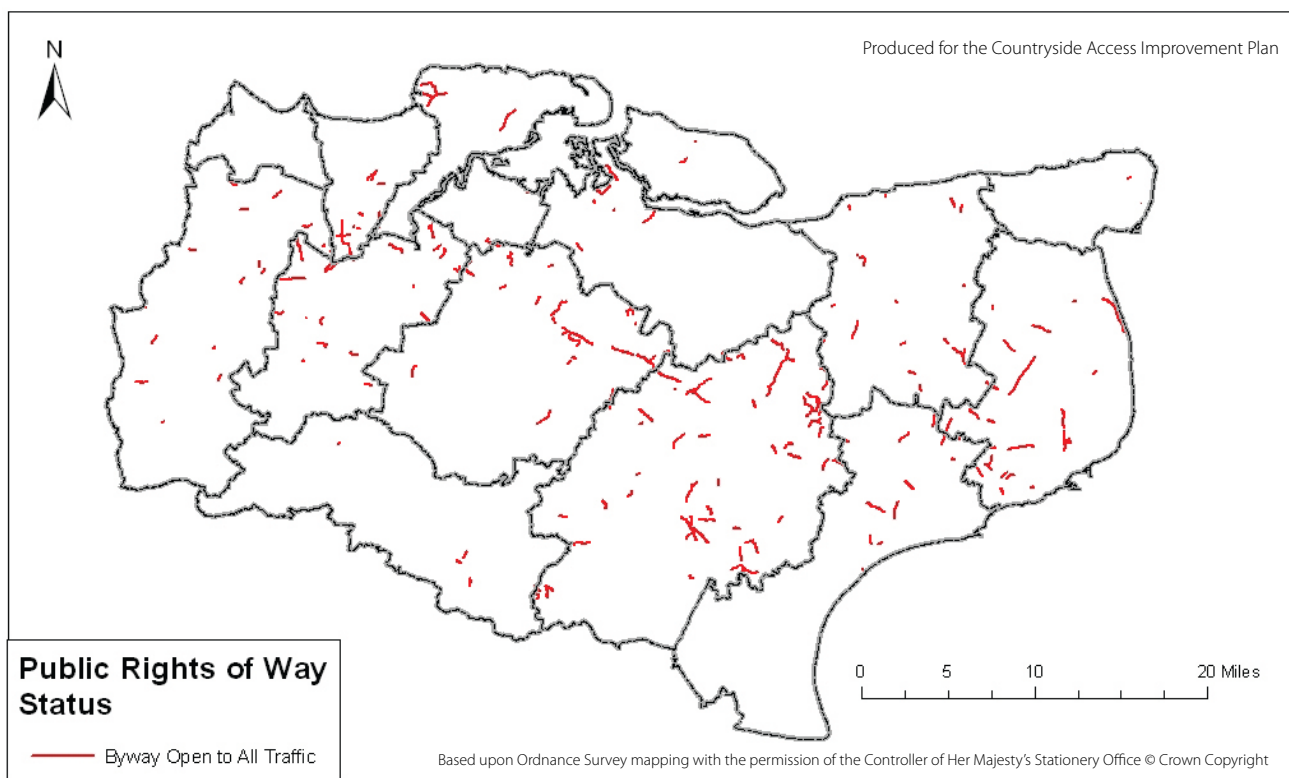 Produced for the Countryside Access Improvement Plan
N
0 5 10 20 Miles
Public Rights of Way
Status
Byway Open to All Traffic
Based upon Ordnance Survey mapping with the permission of the Controller of Her Majesty's Stationery Office © Crown Copyright